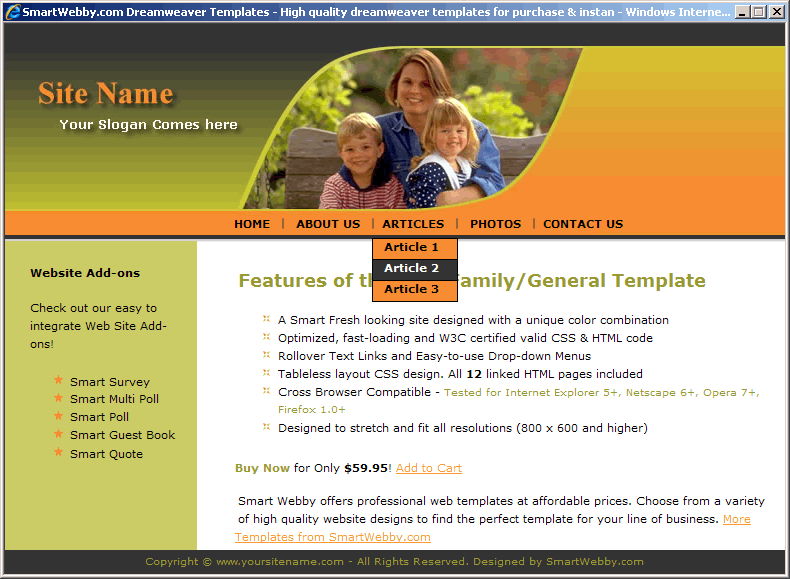 SmartWebby.com Dreamweaver Templates - High quality dreamweaver templates for purchase & instan - Windows Interne...
Site Name
Your Slogan Comes here
HOME | ABOUT US | ARTICLES | PHOTOS | CONTACT US
Article 1
Article 2
Article 3
Website Add-ons
Check out our easy to
integrate Web Site Add-
ons!
Smart Survey
Smart Multi Poll
Smart Poll
Smart Guest Book
Smart Quote
Features of th amily/General Template
A Smart Fresh looking site designed with a unique color combination
Optimized, fast-loading and W3C certified valid CSS & HTML code
Rollover Text Links and Easy-to-use Drop-down Menus
Tableless layout CSS design. All 12 linked HTML pages included
Cross Browser Compatible - Tested for Internet Explorer 5+, Netscape 6+, Opera 7+,
Firefox 1.0+
Designed to stretch and fit all resolutions (800 x 600 and higher)
Buy Now for Only $59.95! Add to Cart
Smart Webby offers professional web templates at affordable prices. Choose from a variety
of high quality website designs to find the perfect template for your line of business. More
Templates from SmartWebby.com
Copyright © www.yoursitename.com - All Rights Reserved. Designed by SmartWebby.com